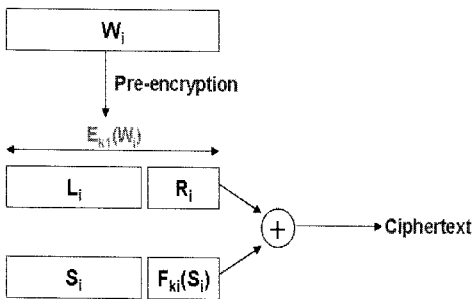 Wᵢ
Pre-encryption
Eₖ₁(Wᵢ)
Lᵢ Rᵢ
+ Ciphertext
Sᵢ Fₖᵢ(Sᵢ)